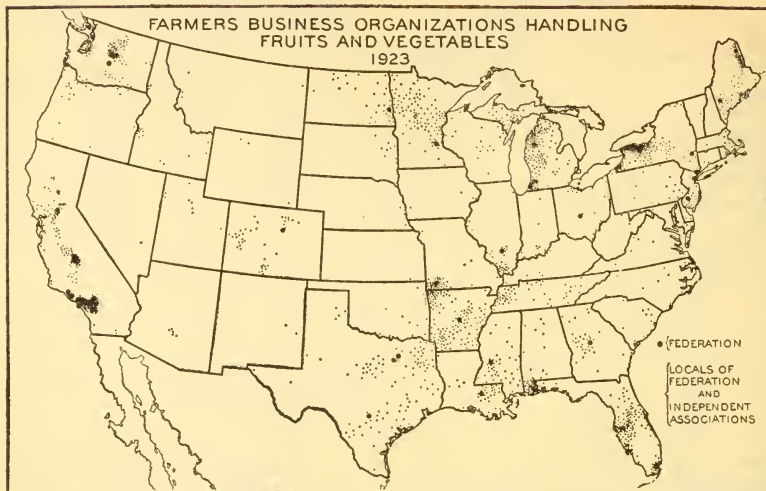 FARMERS BUSINESS ORGANIZATIONS HANDLING
FRUITS AND VEGETABLES
1923
FEDERATION
LOCALS OF
FEDERATION
AND
INDEPENDENT
ASSOCIATIONS